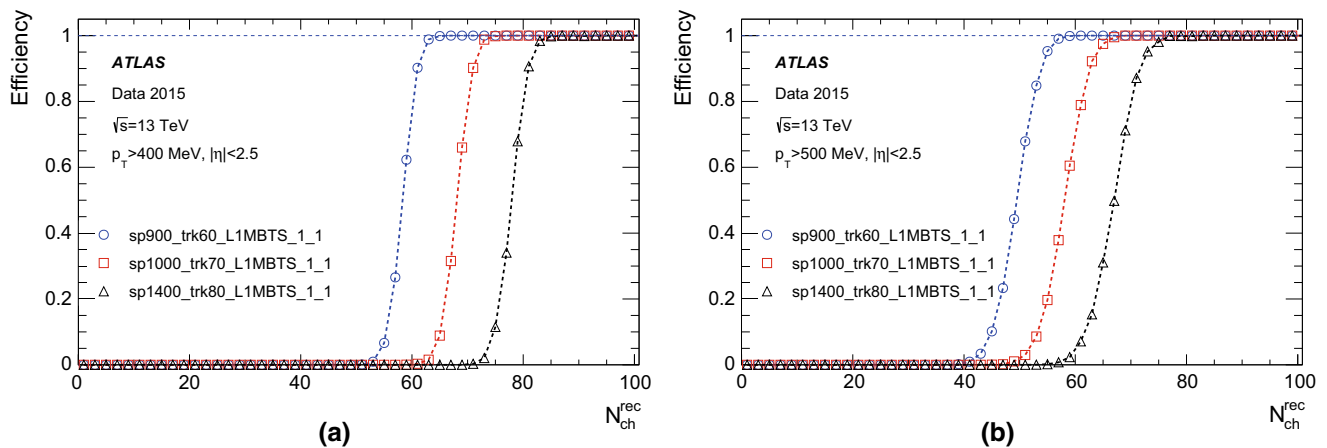 Efficiency
1
0.8
0.6
0.4
0.2
0
ATLAS
Data 2015
√s=13 TeV
p_T>400 MeV, |η|<2.5
sp900_trk60_L1MBTS_1_1
sp1000_trk70_L1MBTS_1_1
sp1400_trk80_L1MBTS_1_1
0 20 40 60 80 100
N_ch^rec
(a)
Efficiency
1
0.8
0.6
0.4
0.2
0
ATLAS
Data 2015
√s=13 TeV
p_T>500 MeV, |η|<2.5
sp900_trk60_L1MBTS_1_1
sp1000_trk70_L1MBTS_1_1
sp1400_trk80_L1MBTS_1_1
0 20 40 60 80 100
N_ch^rec
(b)